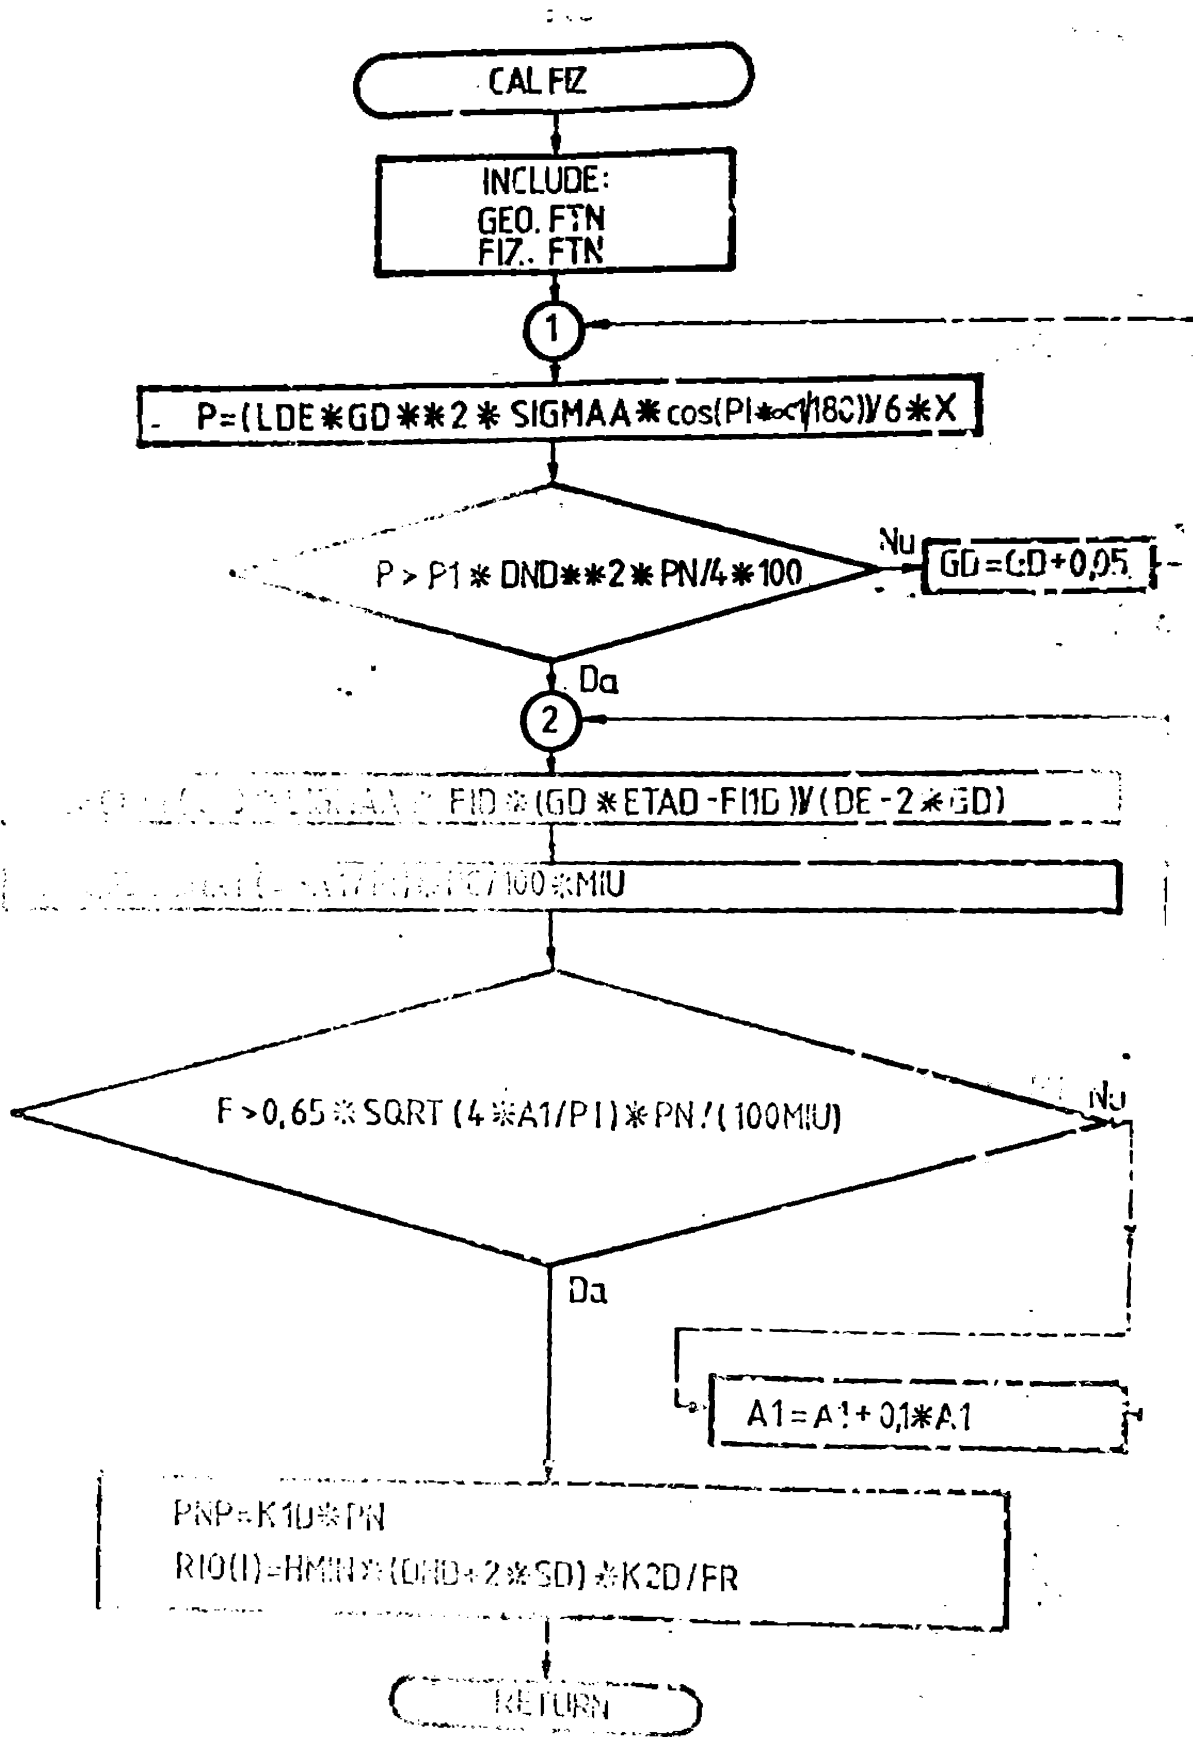 CAL FIZ
INCLUDE:
GEO. FTN
FIZ. FTN
1
P=(LDE*GD**2*SIGMAA*cos(PI*∝1/180))/6*X
P > P1 * DND**2 * PN/4 * 100
Nu
GD=GD+0,05
Da
2
FID*(GD*ETAD-FI1D)/(DE-2*GD)
/100*MIU
F>0,65*SQRT(4*A1/PI)*PN/(100MIU)
Nu
Da
A1=A1+0,1*A1
PNP=K1D*PN
RIO(I)=HMIN*(DND+2*SD)*K2D/FR
RETURN